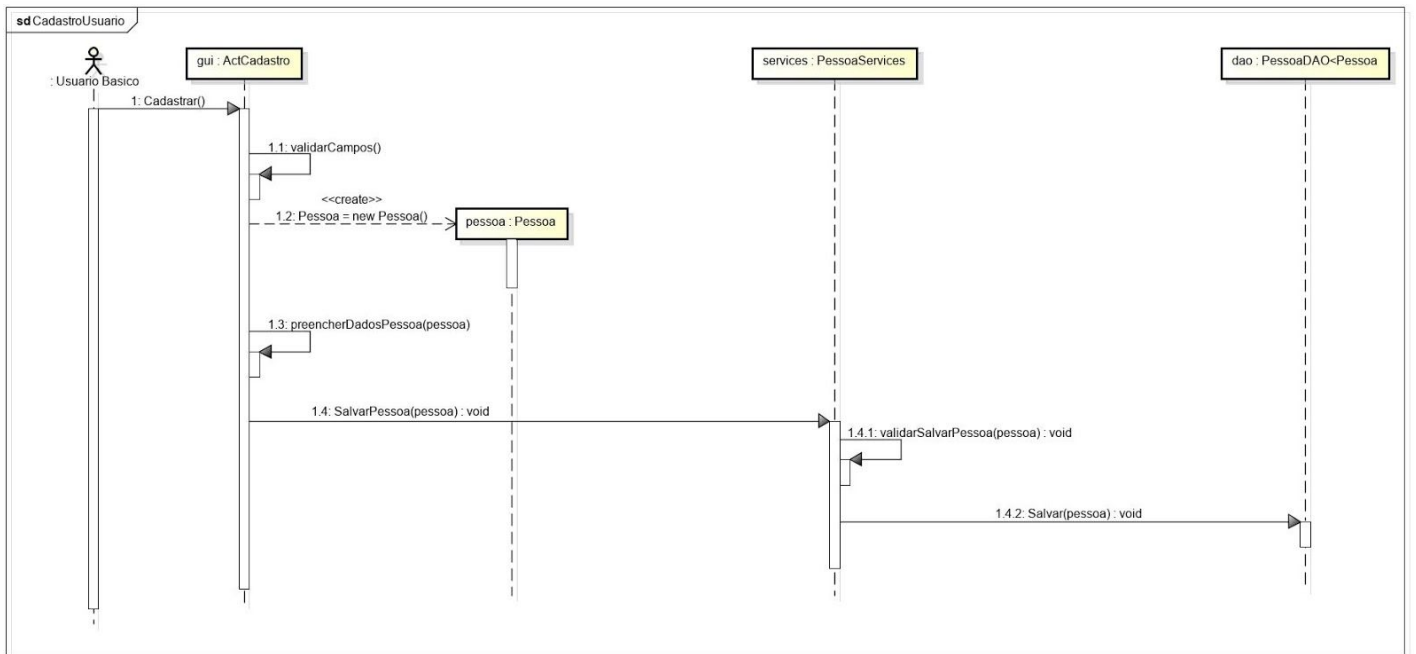 sd CadastroUsuario
: Usuario Basico
gui : ActCadastro
services : PessoaServices
dao : PessoaDAO<Pessoa
1: Cadastrar()
1.1: validarCampos()
<<create>>
1.2: Pessoa = new Pessoa()
pessoa : Pessoa
1.3: preencherDadosPessoa(pessoa)
1.4: SalvarPessoa(pessoa) : void
1.4.1: validarSalvarPessoa(pessoa) : void
1.4.2: Salvar(pessoa) : void